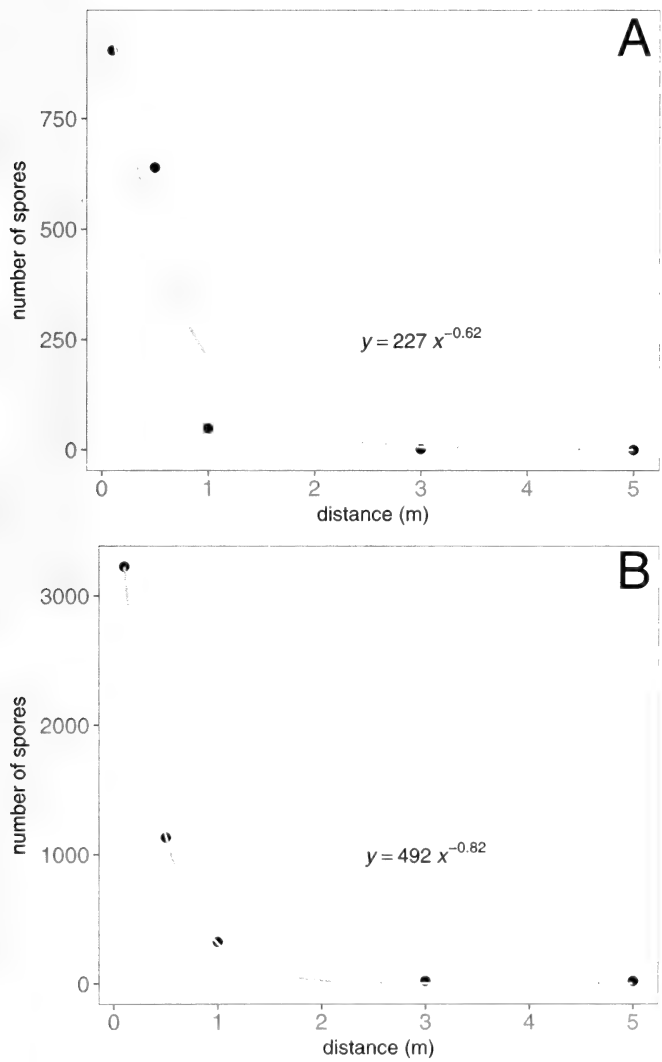 A
750
500
250
0
number of spores
y = 227 x^−0.62
0 1 2 3 4 5
distance (m)
B
3000
2000
1000
0
number of spores
y = 492 x^−0.82
0 1 2 3 4 5
distance (m)